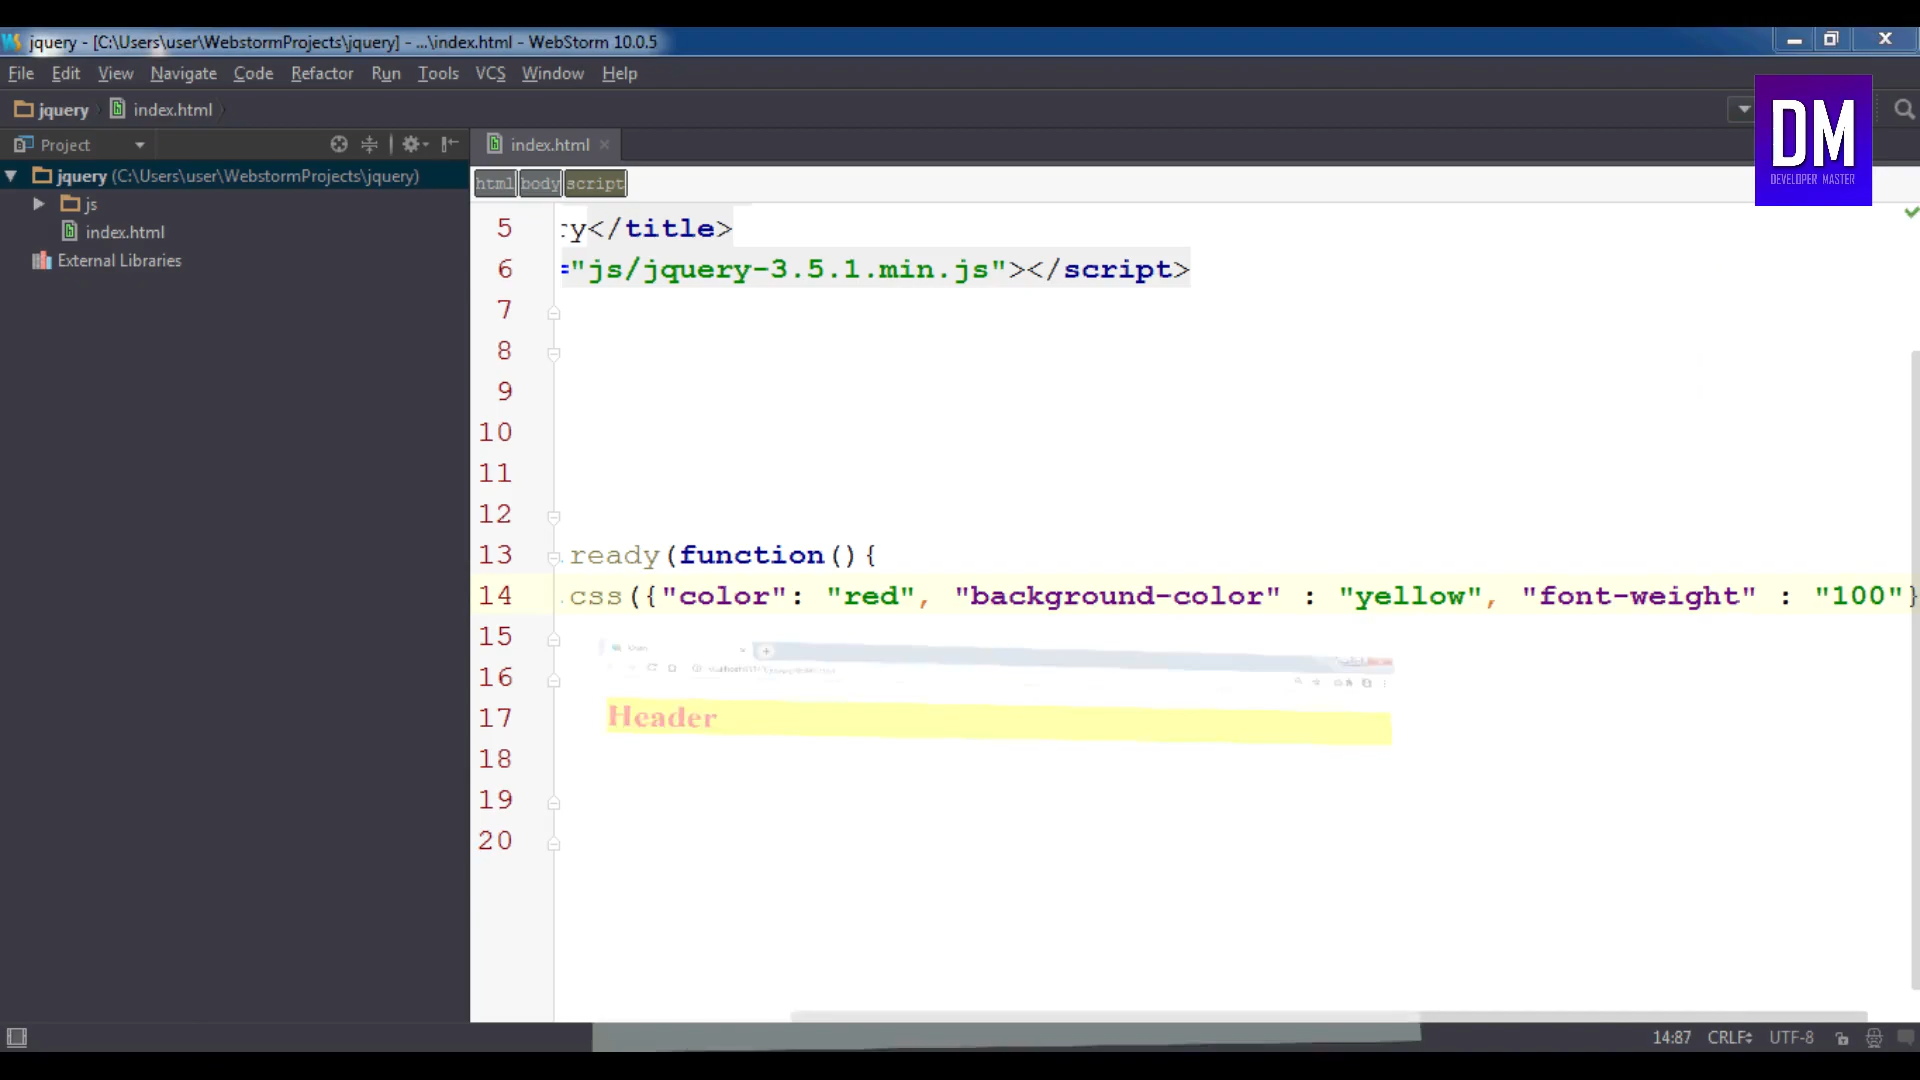 jquery - [C:\Users\user\WebstormProjects\jquery] - ...\index.html - WebStorm 10.0.5
File Edit View Navigate Code Refactor Run Tools VCS Window Help
jquery index.html
DM
DEVELOPER MASTER
Project
index.html
jquery (C:\Users\user\WebstormProjects\jquery)
js
index.html
External Libraries
html body script
5 ry</title>
6 ="js/jquery-3.5.1.min.js"></script>
7
8
9
10
11
12
13 .ready(function(){
14 .css({"color": "red", "background-color" : "yellow", "font-weight" : "100"}
15
16
17
18
19
20
Header
14:87 CRLF UTF-8